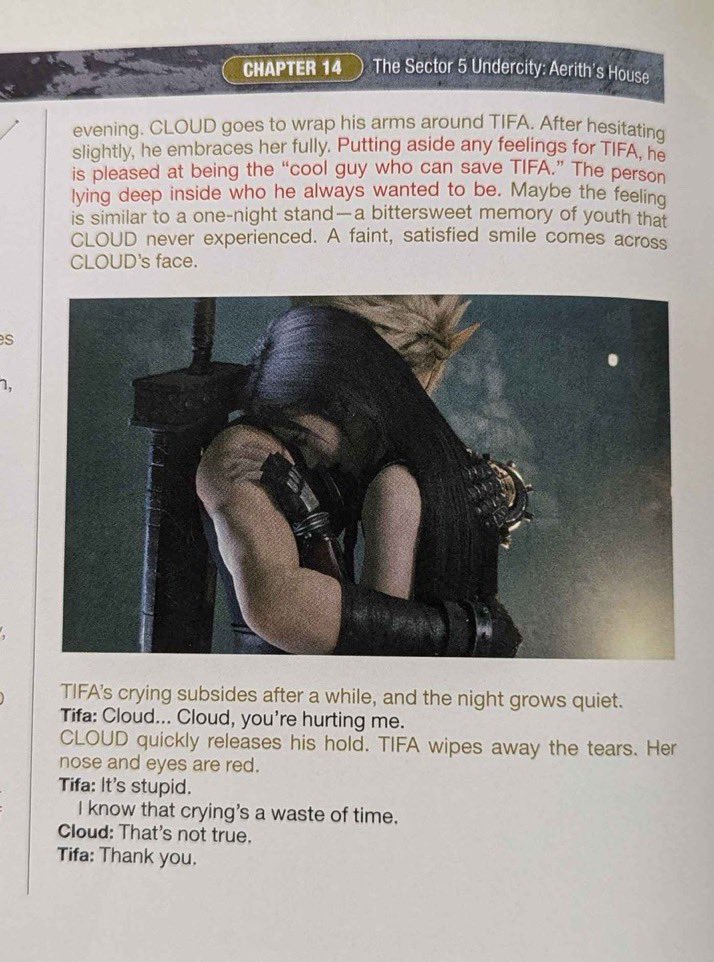 CHAPTER 14 The Sector 5 Undercity: Aerith's House
evening. CLOUD goes to wrap his arms around TIFA. After hesitating
slightly, he embraces her fully. Putting aside any feelings for TIFA, he
is pleased at being the “cool guy who can save TIFA.” The person
lying deep inside who he always wanted to be. Maybe the feeling
is similar to a one-night stand—a bittersweet memory of youth that
CLOUD never experienced. A faint, satisfied smile comes across
CLOUD's face.
TIFA's crying subsides after a while, and the night grows quiet.
Tifa: Cloud... Cloud, you're hurting me.
CLOUD quickly releases his hold. TIFA wipes away the tears. Her
nose and eyes are red.
Tifa: It's stupid.
I know that crying's a waste of time.
Cloud: That's not true.
Tifa: Thank you.